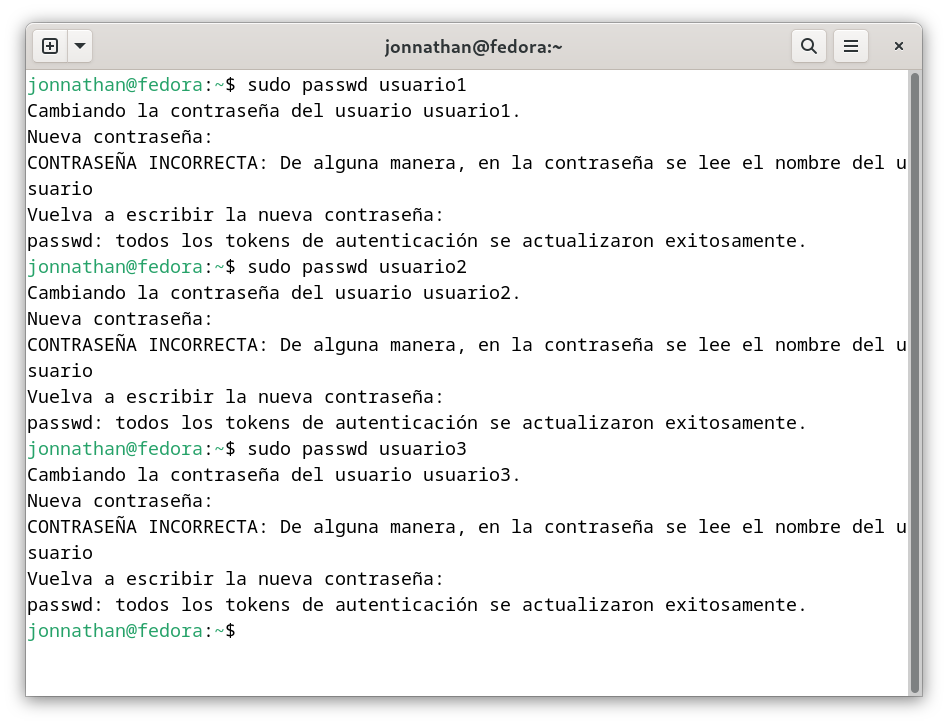 jonnathan@fedora:~
jonnathan@fedora:~$ sudo passwd usuario1
Cambiando la contraseña del usuario usuario1.
Nueva contraseña:
CONTRASEÑA INCORRECTA: De alguna manera, en la contraseña se lee el nombre del u
suario
Vuelva a escribir la nueva contraseña:
passwd: todos los tokens de autenticación se actualizaron exitosamente.
jonnathan@fedora:~$ sudo passwd usuario2
Cambiando la contraseña del usuario usuario2.
Nueva contraseña:
CONTRASEÑA INCORRECTA: De alguna manera, en la contraseña se lee el nombre del u
suario
Vuelva a escribir la nueva contraseña:
passwd: todos los tokens de autenticación se actualizaron exitosamente.
jonnathan@fedora:~$ sudo passwd usuario3
Cambiando la contraseña del usuario usuario3.
Nueva contraseña:
CONTRASEÑA INCORRECTA: De alguna manera, en la contraseña se lee el nombre del u
suario
Vuelva a escribir la nueva contraseña:
passwd: todos los tokens de autenticación se actualizaron exitosamente.
jonnathan@fedora:~$